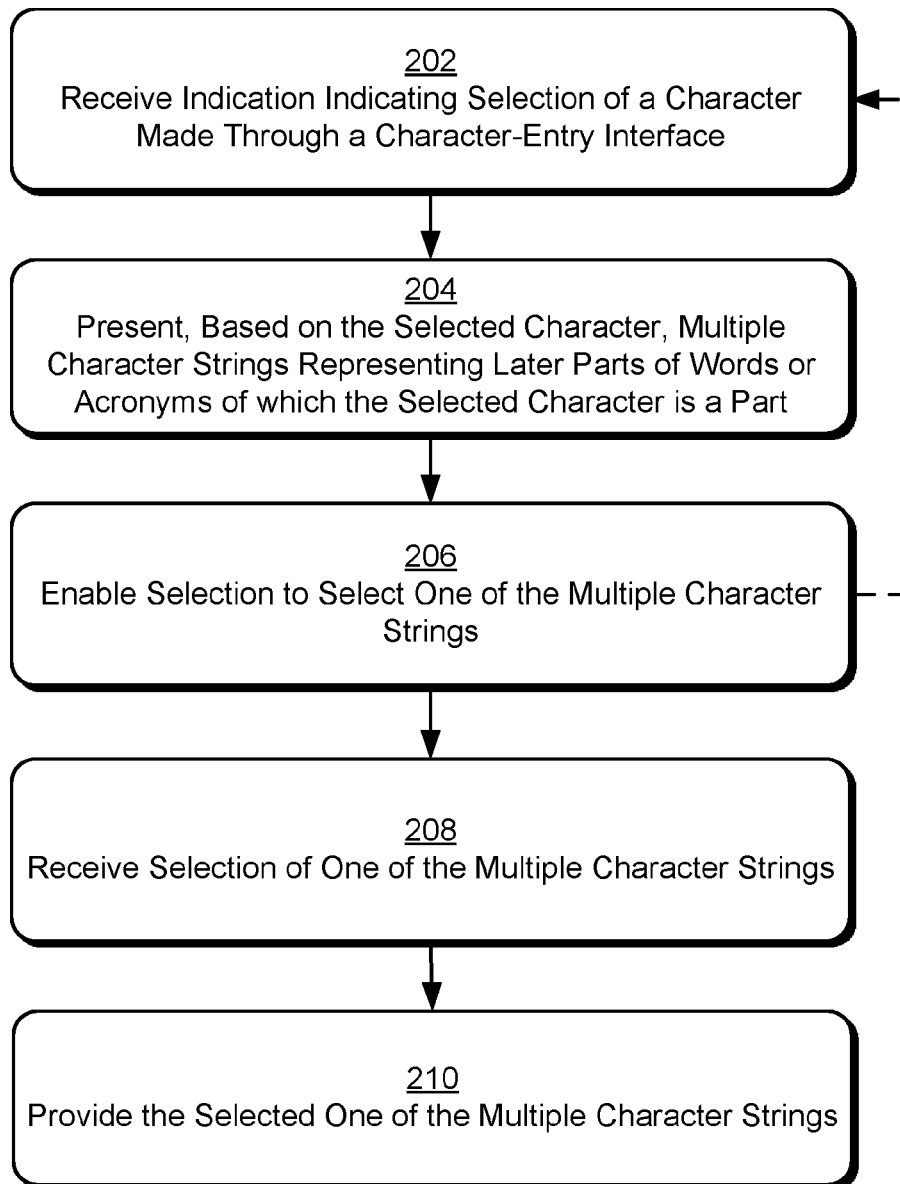 202
Receive Indication Indicating Selection of a Character
Made Through a Character-Entry Interface
204
Present, Based on the Selected Character, Multiple
Character Strings Representing Later Parts of Words or
Acronyms of which the Selected Character is a Part
206
Enable Selection to Select One of the Multiple Character
Strings
208
Receive Selection of One of the Multiple Character Strings
210
Provide the Selected One of the Multiple Character Strings